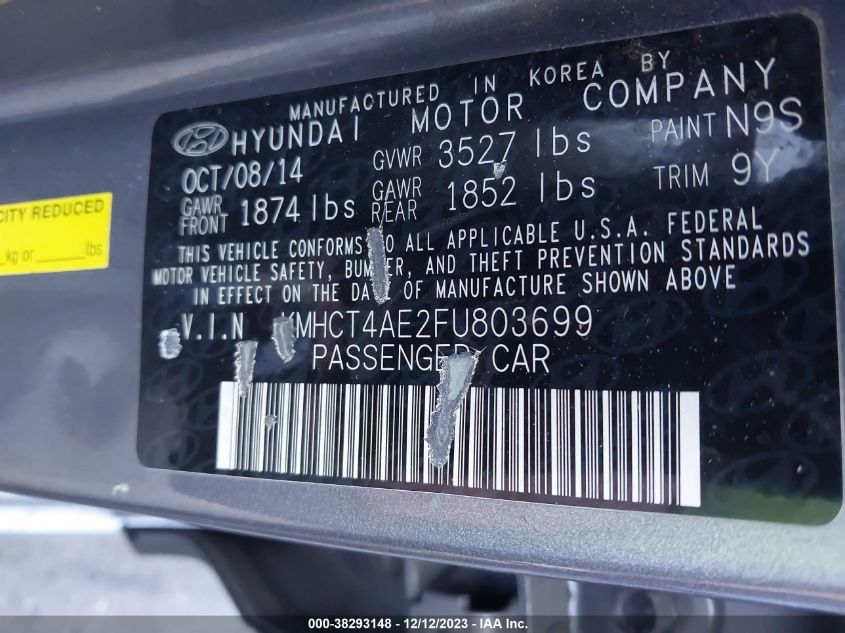 MANUFACTURED IN KOREA BY
HYUNDAI MOTOR COMPANY
OCT/08/14 GVWR 3527 lbs PAINT N9S
GAWR FRONT 1874 lbs GAWR REAR 1852 lbs TRIM 9Y
THIS VEHICLE CONFORMS TO ALL APPLICABLE U.S.A. FEDERAL
MOTOR VEHICLE SAFETY, BUMPER, AND THEFT PREVENTION STANDARDS
IN EFFECT ON THE DATE OF MANUFACTURE SHOWN ABOVE
V.I.N KMHCT4AE2FU803699
PASSENGER CAR
CITY REDUCED
kg or lbs
000-38293148 - 12/12/2023 - IAA Inc.